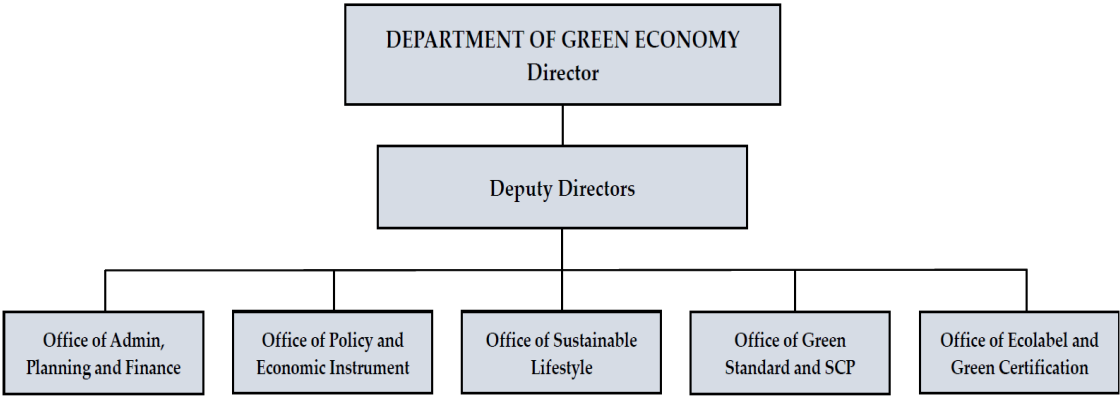 DEPARTMENT OF GREEN ECONOMY
Director
Deputy Directors
Office of Admin,
Planning and Finance
Office of Policy and
Economic Instrument
Office of Sustainable
Lifestyle
Office of Green
Standard and SCP
Office of Ecolabel and
Green Certification